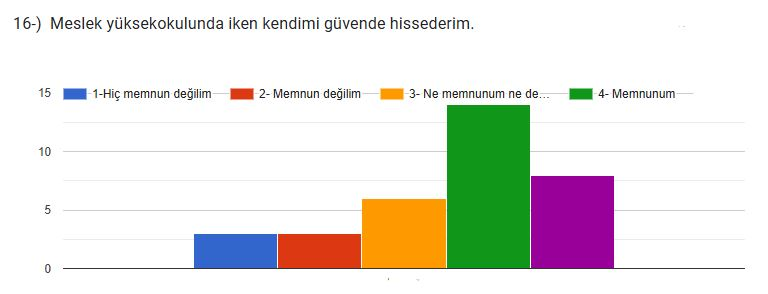 16-) Meslek yüksekokulunda iken kendimi güvende hissederim.
15
1-Hiç memnun değilim
2- Memnun değilim
3- Ne memnunum ne de...
4- Memnunum
10
5
0